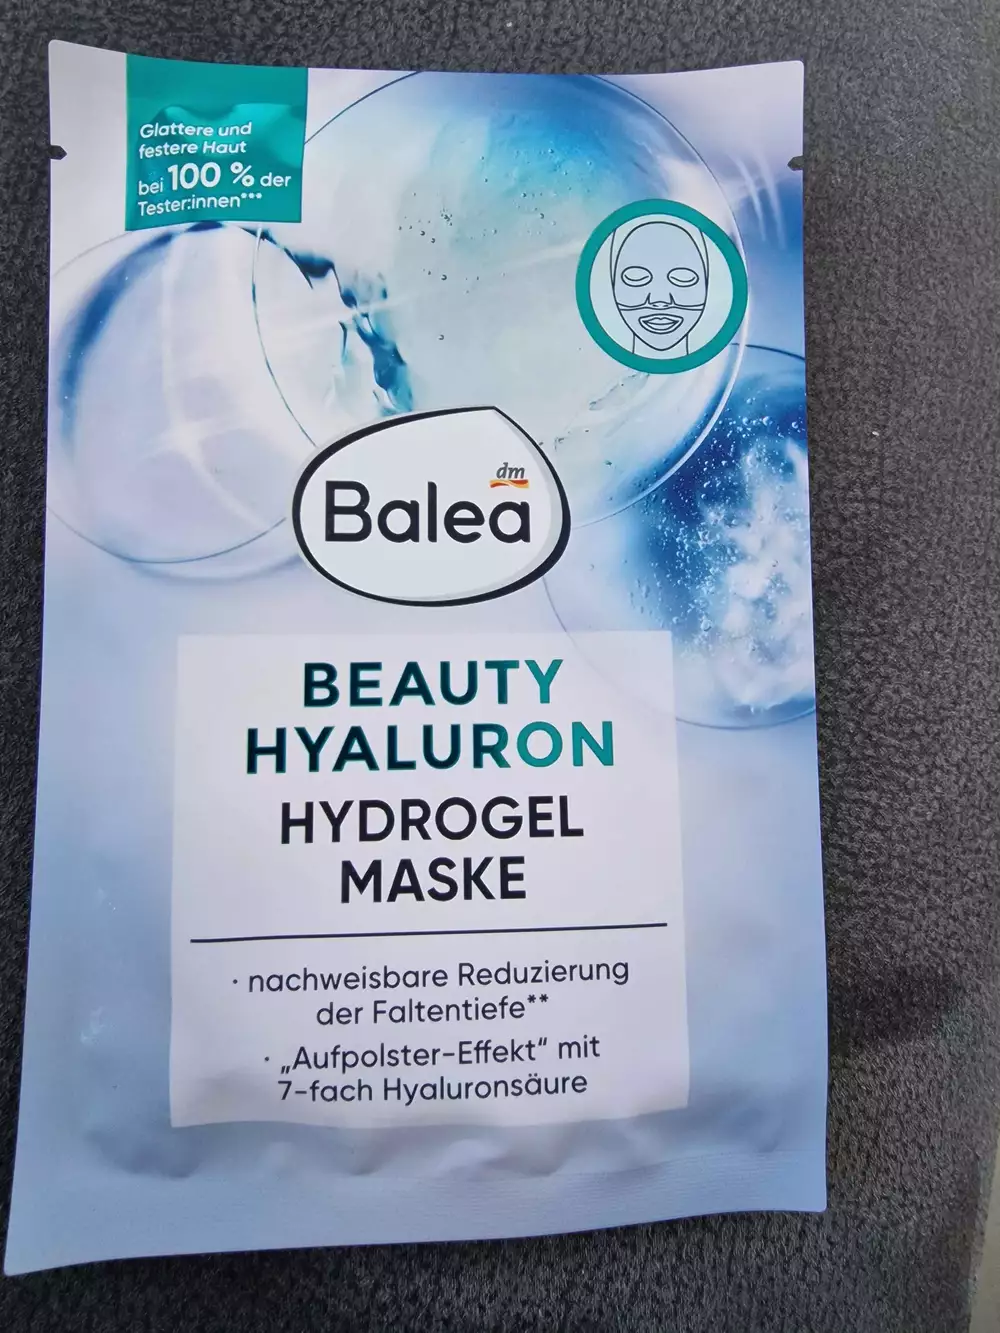 Glattere und
festere Haut
bei 100 % der
Tester:innen***
dm
Balea
BEAUTY
HYALURON
HYDROGEL
MASKE
· nachweisbare Reduzierung
der Faltentiefe**
· „Aufpolster-Effekt“ mit
7-fach Hyaluronsäure